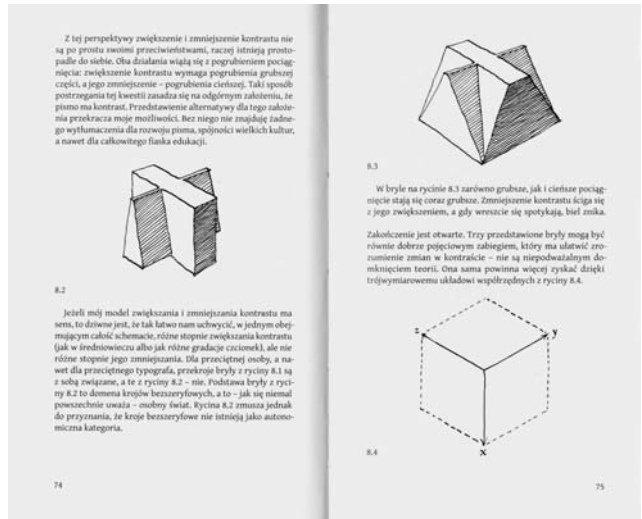 Z tej perspektywy zwiększenie i zmniejszenie kontrastu nie
są po prostu swoimi przeciwieństwami, raczej istnieją prosto-
padle do siebie. Oba działania wiążą się z pogrubieniem pociąg-
nięcia: zwiększenie kontrastu wymaga pogrubienia grubszej
części, a jego zmniejszenie – pogrubienia cieńszej. Taki sposób
postrzegania tej kwestii zasadza się na odgórnym założeniu, że
pismo ma kontrast. Przedstawienie alternatywy dla tego założe-
nia przekracza moje możliwości. Bez niego nie znajduję żadne-
go wytłumaczenia dla rozwoju pisma, spójności wielkich kultur,
a nawet dla całkowitego fiaska edukacji.
8.2
Jeżeli mój model zwiększania i zmniejszania kontrastu ma
sens, to dziwne jest, że tak łatwo nam uchwycić, w jednym obej-
mującym całość schemacie, różne stopnie zwiększania kontrastu
(jak w średniowieczu albo jak różne gradacje czcionek), ale nie
różne stopnie jego zmniejszania. Dla przeciętnej osoby, a na-
wet dla przeciętnego typografa, przekroje bryły z ryciny 8.1 są
z sobą związane, a te z ryciny 8.2 – nie. Podstawa bryły z ryci-
ny 8.2 to domena krojów bezszeryfowych, a to – jak się niemal
powszechnie uważa – osobny świat. Rycina 8.2 zmusza jednak
do przyznania, że kroje bezszeryfowe nie istnieją jako autono-
miczna kategoria.
74
8.3
W bryle na rycinie 8.3 zarówno grubsze, jak i cieńsze pociąg-
nięcie stają się coraz grubsze. Zmniejszenie kontrastu ściga się
z jego zwiększeniem, a gdy wreszcie się spotykają, biel znika.
Zakończenie jest otwarte. Trzy przedstawione bryły mogą być
równie dobrze pojęciowym zabiegiem, który ma ułatwić zro-
zumienie zmian w kontraście – nie są niepodważalnym do-
mknięciem teorii. Ona sama powinna więcej zyskać dzięki
trójwymiarowemu układowi współrzędnych z ryciny 8.4.
z
y
x
8.4
75